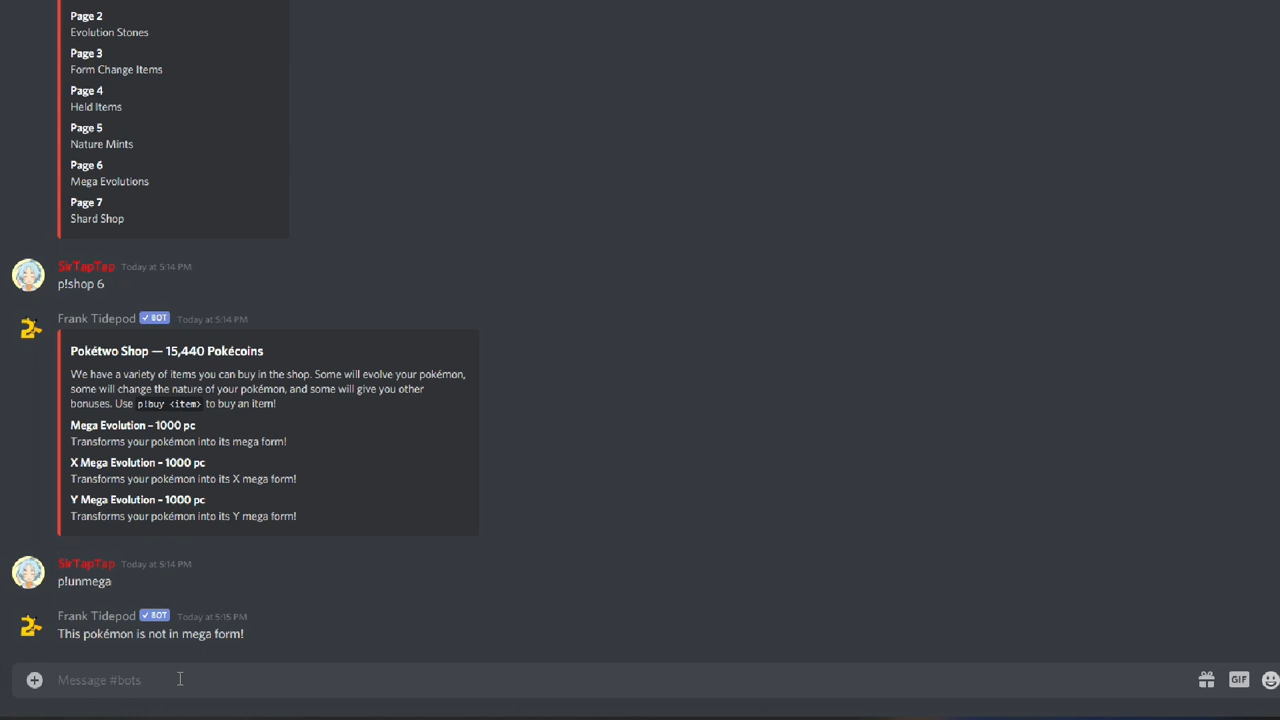 Page 2
Evolution Stones
Page 3
Form Change Items
Page 4
Held Items
Page 5
Nature Mints
Page 6
Mega Evolutions
Page 7
Shard Shop
SirTapTap Today at 5:14 PM
p!shop 6
Frank Tidepod ✓ BOT Today at 5:14 PM
Pokétwo Shop — 15,440 Pokécoins
We have a variety of items you can buy in the shop. Some will evolve your pokémon,
some will change the nature of your pokémon, and some will give you other
bonuses. Use p!buy <item> to buy an item!
Mega Evolution – 1000 pc
Transforms your pokémon into its mega form!
X Mega Evolution – 1000 pc
Transforms your pokémon into its X mega form!
Y Mega Evolution – 1000 pc
Transforms your pokémon into its Y mega form!
SirTapTap Today at 5:14 PM
p!unmega
Frank Tidepod ✓ BOT Today at 5:15 PM
This pokémon is not in mega form!
Message #bots
GIF